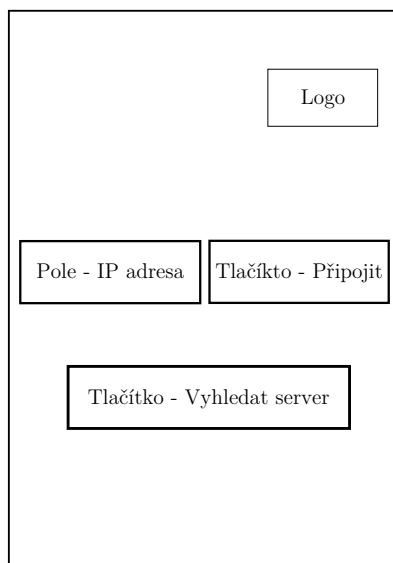 Logo
Pole - IP adresa
Tlačíkto - Připojit
Tlačítko - Vyhledat server